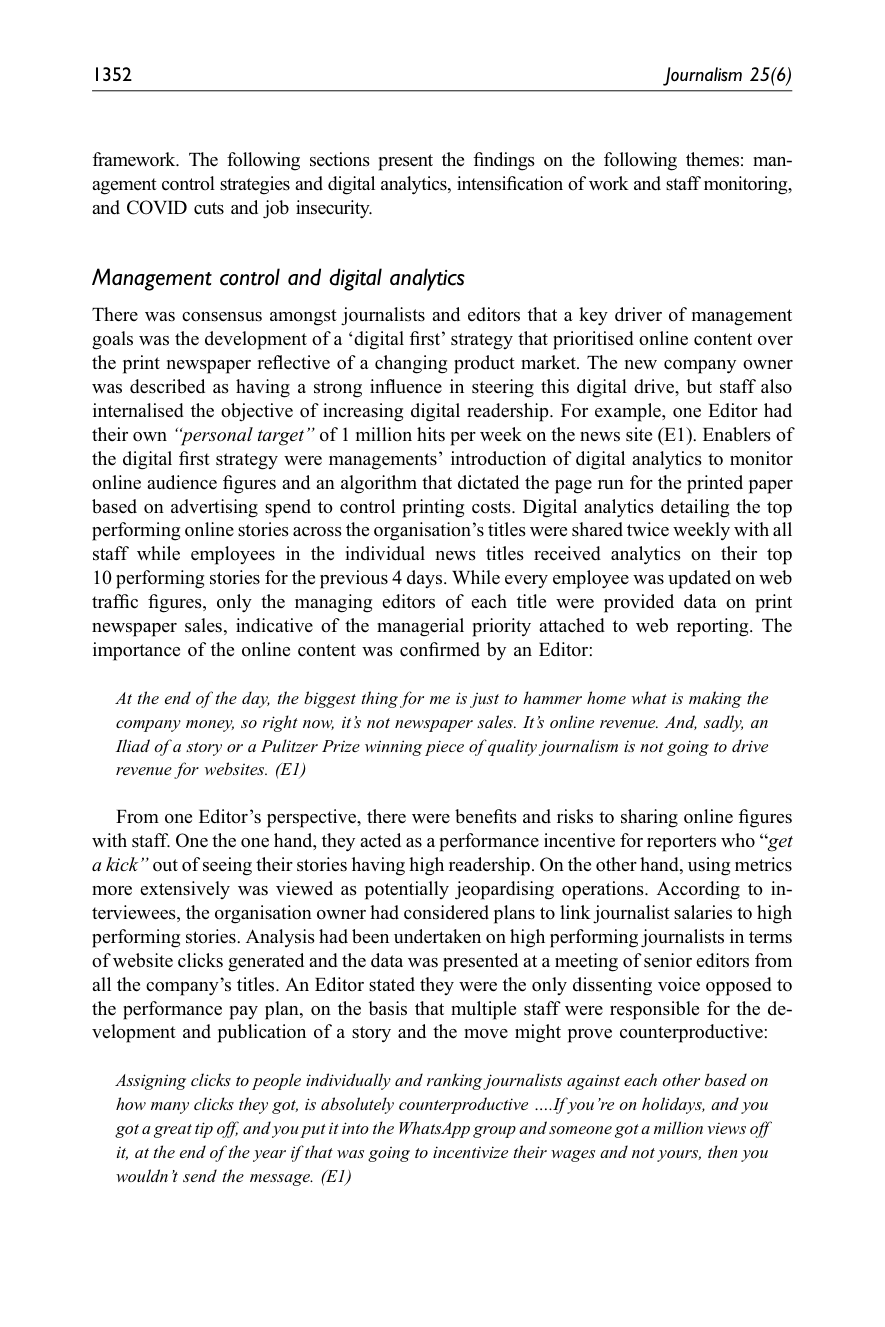 1352
Journalism 25(6)
framework. The following sections present the findings on the following themes: man-
agement control strategies and digital analytics, intensification of work and staff monitoring,
and COVID cuts and job insecurity.
Management control and digital analytics
There was consensus amongst journalists and editors that a key driver of management
goals was the development of a ‘digital first’ strategy that prioritised online content over
the print newspaper reflective of a changing product market. The new company owner
was described as having a strong influence in steering this digital drive, but staff also
internalised the objective of increasing digital readership. For example, one Editor had
their own “personal target” of 1 million hits per week on the news site (E1). Enablers of
the digital first strategy were managements’ introduction of digital analytics to monitor
online audience figures and an algorithm that dictated the page run for the printed paper
based on advertising spend to control printing costs. Digital analytics detailing the top
performing online stories across the organisation’s titles were shared twice weekly with all
staff while employees in the individual news titles received analytics on their top
10 performing stories for the previous 4 days. While every employee was updated on web
traffic figures, only the managing editors of each title were provided data on print
newspaper sales, indicative of the managerial priority attached to web reporting. The
importance of the online content was confirmed by an Editor:
At the end of the day, the biggest thing for me is just to hammer home what is making the
company money, so right now, it’s not newspaper sales. It’s online revenue. And, sadly, an
Iliad of a story or a Pulitzer Prize winning piece of quality journalism is not going to drive
revenue for websites. (E1)
From one Editor’s perspective, there were benefits and risks to sharing online figures
with staff. One the one hand, they acted as a performance incentive for reporters who “get
a kick” out of seeing their stories having high readership. On the other hand, using metrics
more extensively was viewed as potentially jeopardising operations. According to in-
terviewees, the organisation owner had considered plans to link journalist salaries to high
performing stories. Analysis had been undertaken on high performing journalists in terms
of website clicks generated and the data was presented at a meeting of senior editors from
all the company’s titles. An Editor stated they were the only dissenting voice opposed to
the performance pay plan, on the basis that multiple staff were responsible for the de-
velopment and publication of a story and the move might prove counterproductive:
Assigning clicks to people individually and ranking journalists against each other based on
how many clicks they got, is absolutely counterproductive ....If you’re on holidays, and you
got a great tip off, and you put it into the WhatsApp group and someone got a million views off
it, at the end of the year if that was going to incentivize their wages and not yours, then you
wouldn’t send the message. (E1)